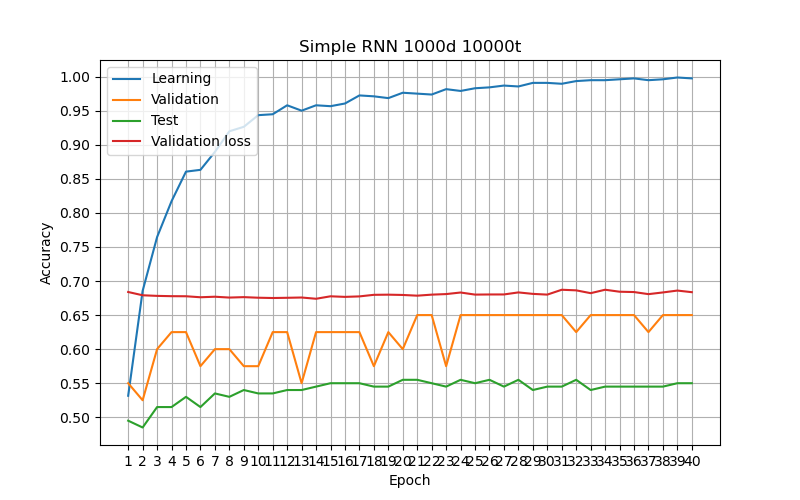 Simple RNN 1000d 10000t
Learning
Validation
Test
Validation loss
1.00
0.95
0.90
0.85
0.80
0.75
0.70
0.65
0.60
0.55
0.50
Accuracy
1 2 3 4 5 6 7 8 9 10 11 12 13 14 15 16 17 18 19 20 21 22 23 24 25 26 27 28 29 30 31 32 33 34 35 36 37 38 39 40
Epoch